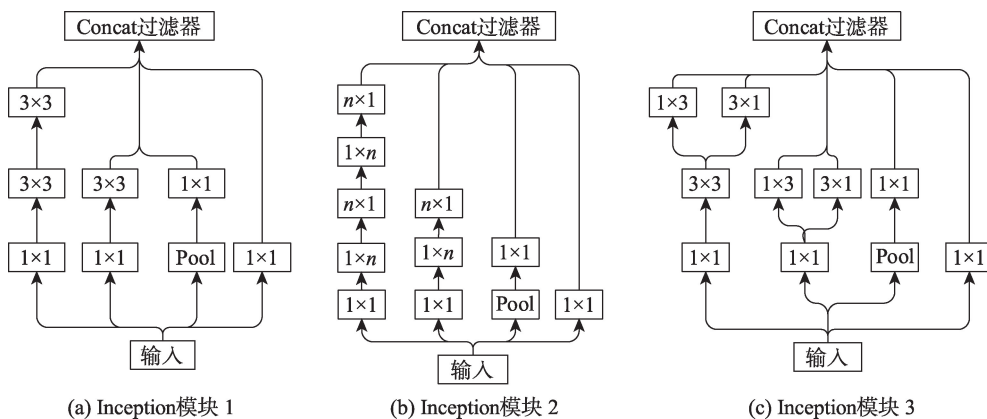 Concat过滤器
3×3
3×3
3×3
1×1
1×1
1×1
Pool
1×1
输入
(a) Inception模块 1
Concat过滤器
n×1
1×n
n×1
n×1
1×n
1×n
1×1
1×1
1×1
Pool
1×1
输入
(b) Inception模块 2
Concat过滤器
1×3
3×1
3×3
1×3
3×1
1×1
1×1
1×1
Pool
1×1
输入
(c) Inception模块 3